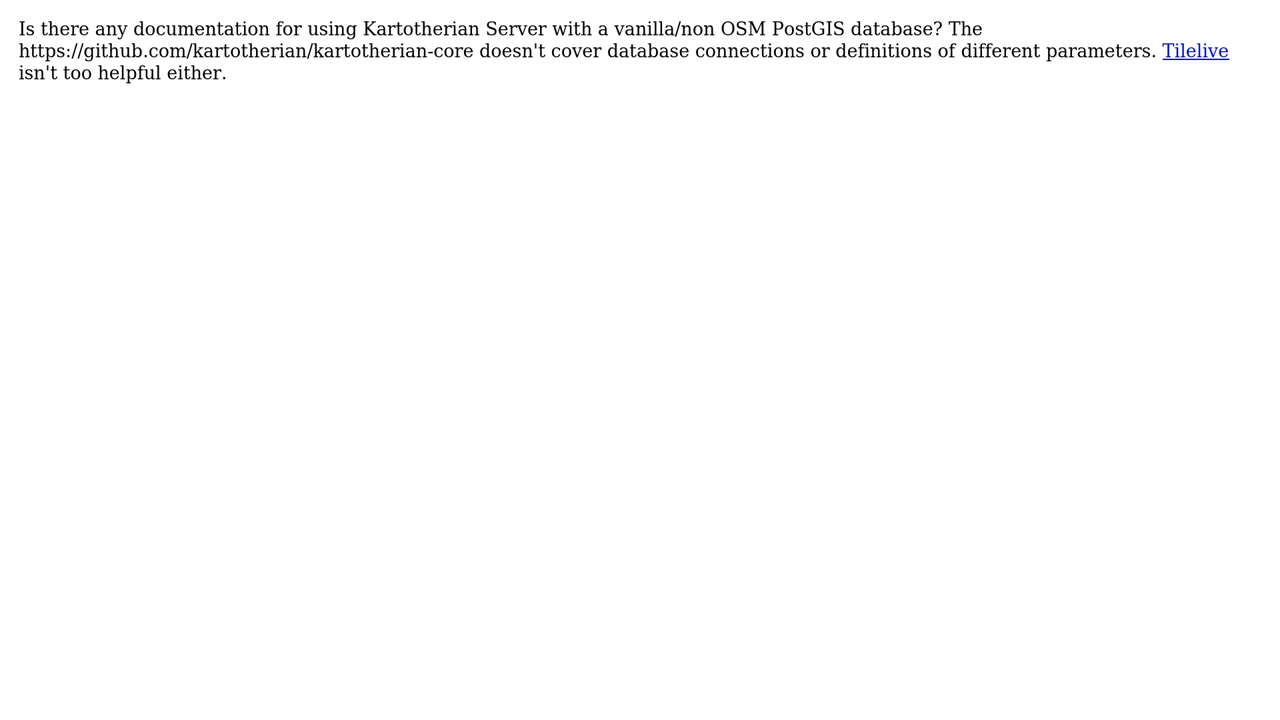 Is there any documentation for using Kartotherian Server with a vanilla/non OSM PostGIS database? The
https://github.com/kartotherian/kartotherian-core doesn't cover database connections or definitions of different parameters. Tilelive
isn't too helpful either.